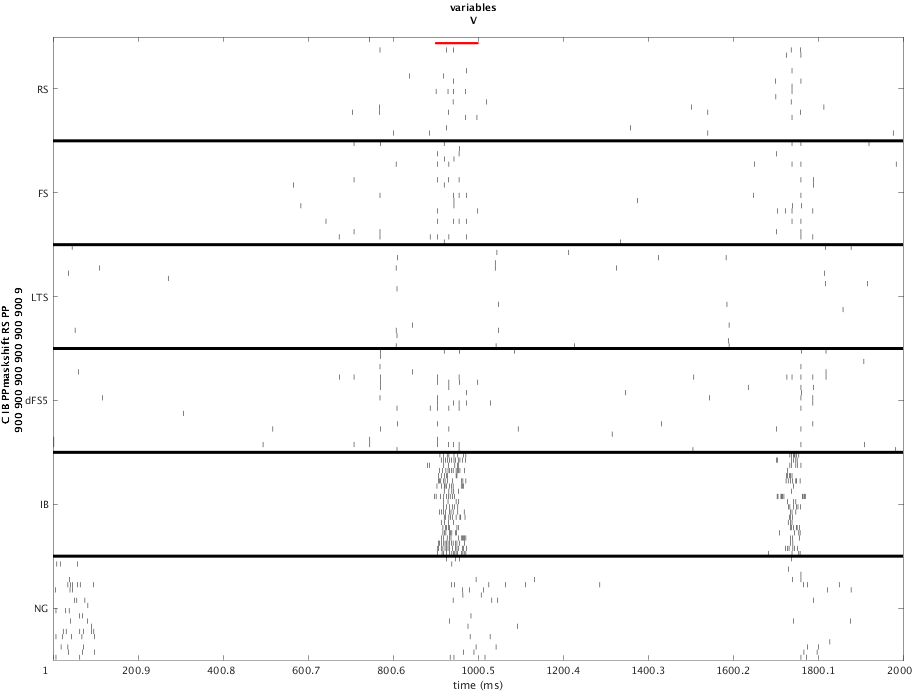 variables
V
RS
FS
LTS
dFS5
IB
NG
C IB PPmaskshift RS PP
900 900 900 900 900 900 9
1
200.9
400.8
600.7
800.6
1000.5
1200.4
1400.3
1600.2
1800.1
2000
time (ms)